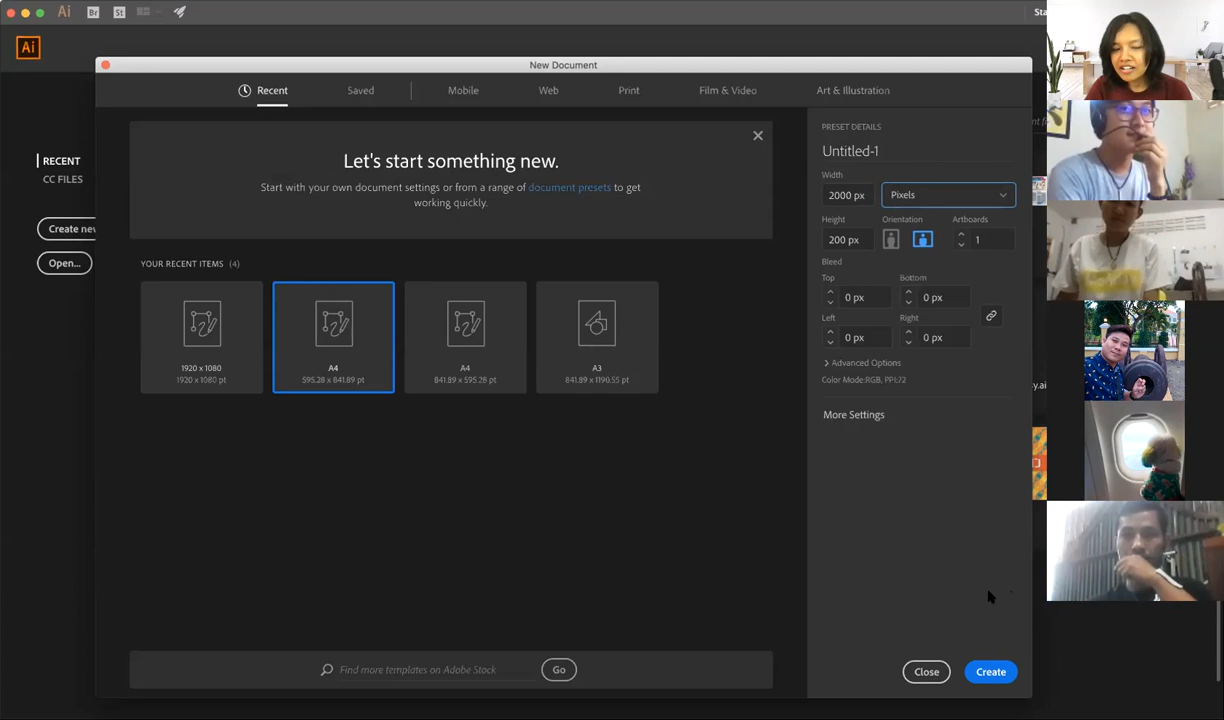 Ai
Br
St
Sta
Ai
New Document
Recent
Saved
Mobile
Web
Print
Film & Video
Art & Illustration
RECENT
CC FILES
Create new
Open...
Let's start something new.
Start with your own document settings or from a range of document presets to get
working quickly.
YOUR RECENT ITEMS (4)
1920 x 1080
1920 x 1080 pt
A4
595.28 x 841.89 pt
A4
841.89 x 595.28 pt
A3
841.89 x 1190.55 pt
Find more templates on Adobe Stock
Go
PRESET DETAILS
Untitled-1
Width
2000 px
Pixels
Height
Orientation
Artboards
200 px
1
Bleed
Top
Bottom
0 px
0 px
Left
Right
0 px
0 px
Advanced Options
Color Mode:RGB, PPI:72
More Settings
Close
Create
sy.ai